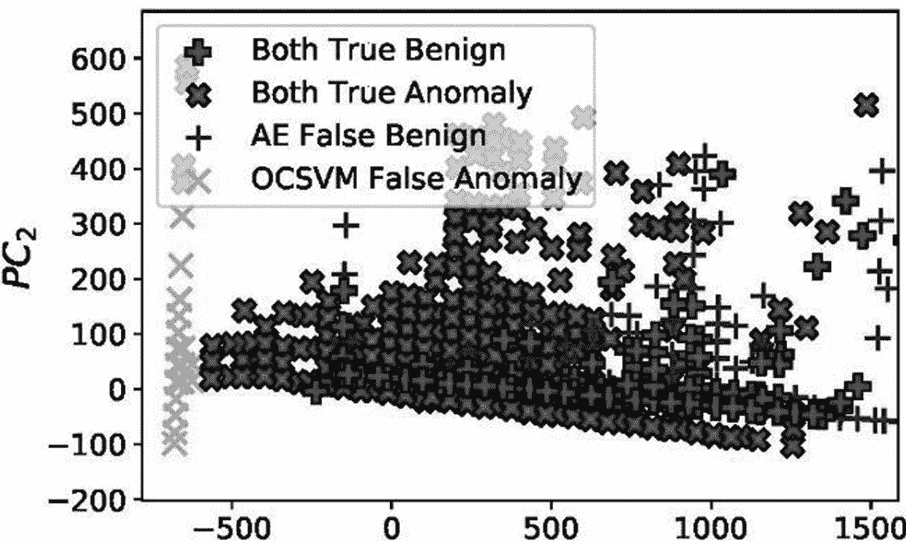 Both True Benign
Both True Anomaly
AE False Benign
OCSVM False Anomaly
PC2
600
500
400
300
200
100
0
−100
−200
−500
0
500
1000
1500